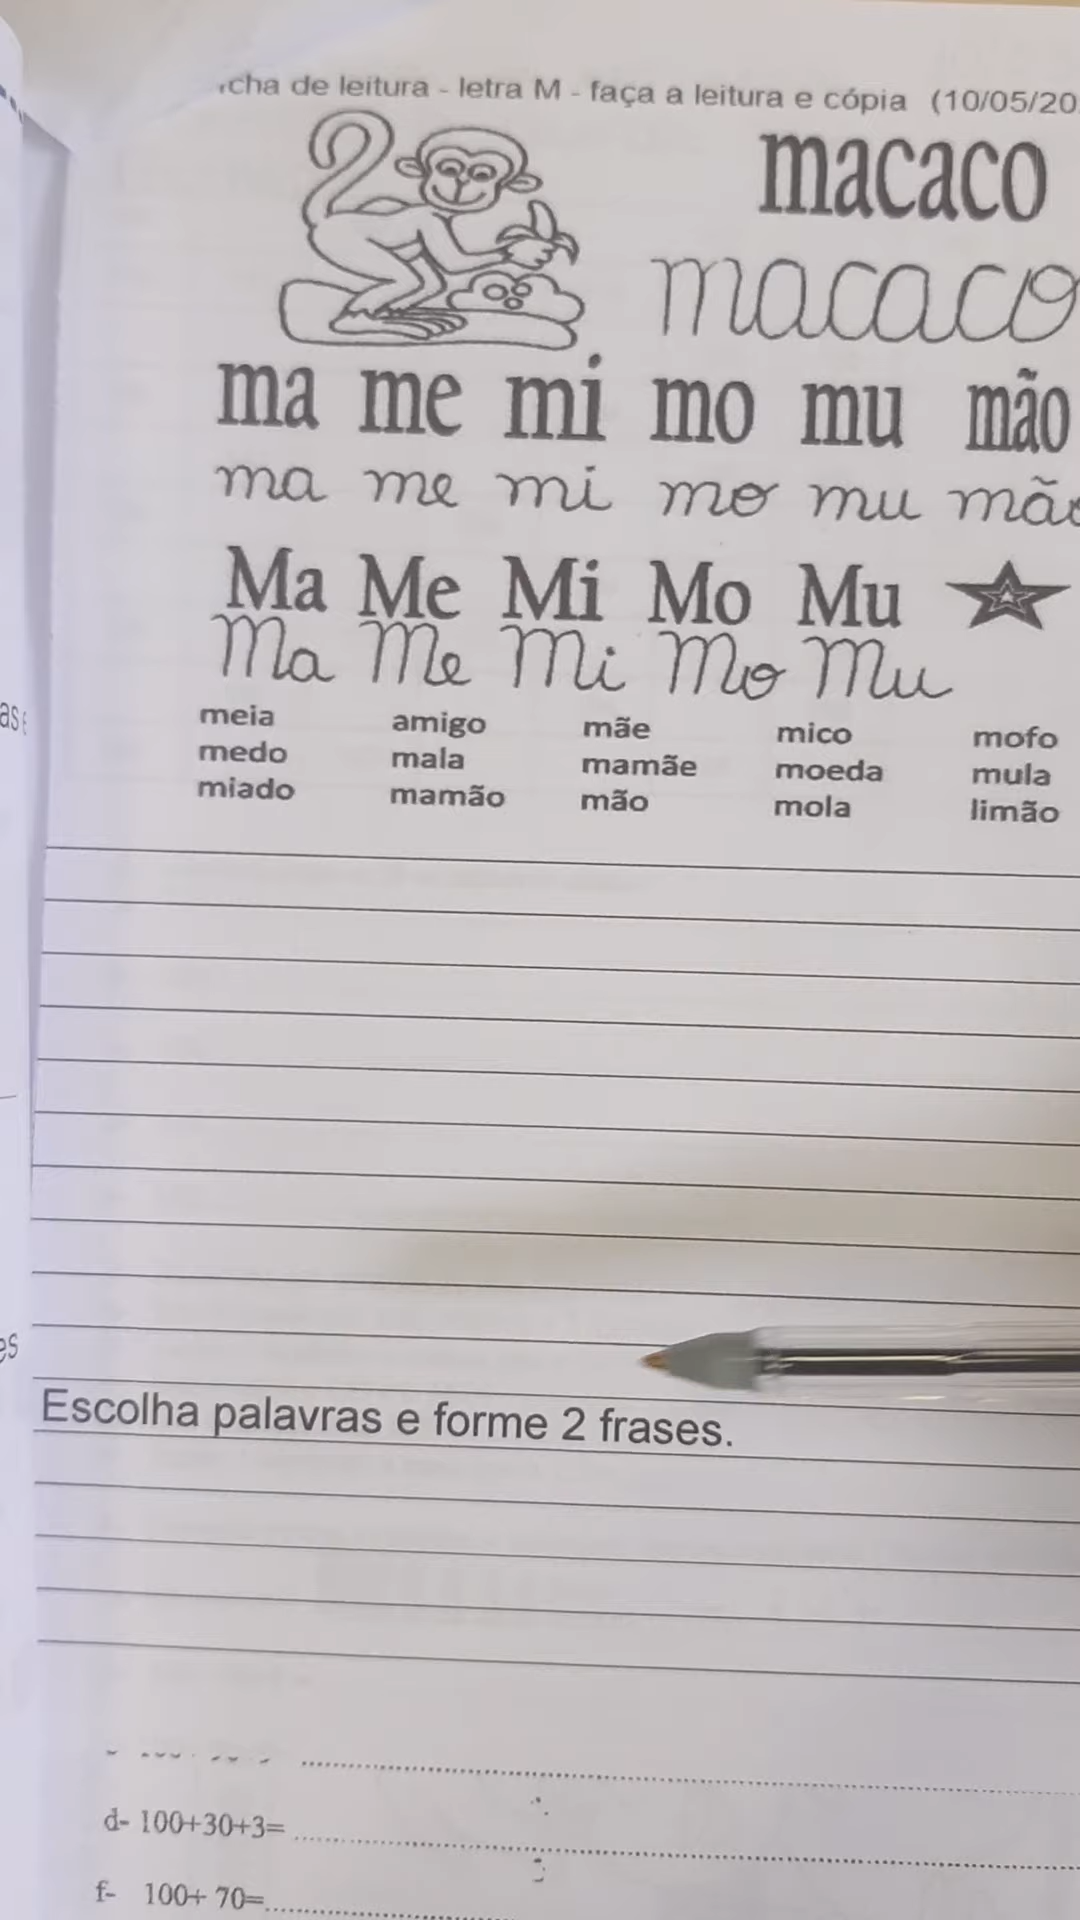 de leitura - letra M - faça a leitura e cópia (10/05/20
macaco
macaco
ma me mi mo mu mão
ma me mi mo mu mão
Ma Me Mi Mo Mu
Ma Me Mi Mo Mu
meia amigo mãe mico mofo
medo mala mamãe moeda mula
miado mamão mão mola limão
Escolha palavras e forme 2 frases.
d- 100+30+3=
f- 100+ 70=